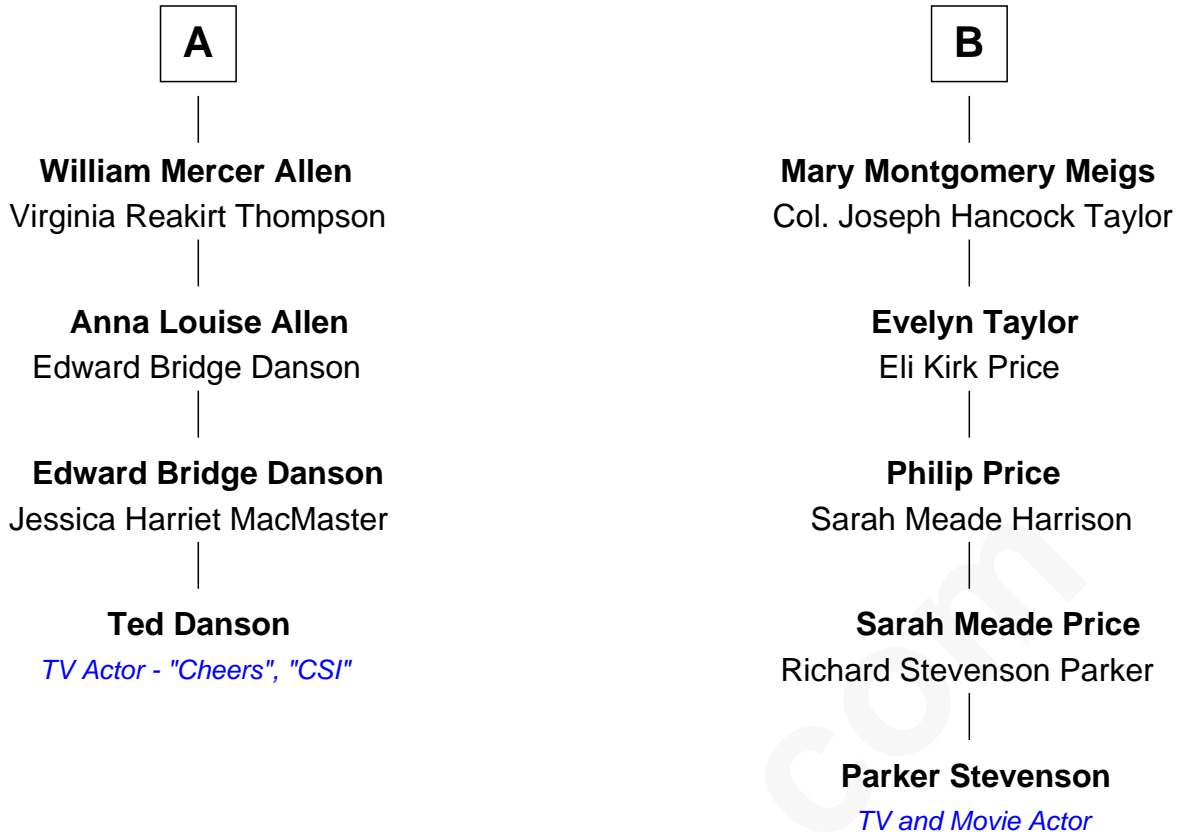 A
William Mercer Allen
Virginia Reakirt Thompson
Anna Louise Allen
Edward Bridge Danson
Edward Bridge Danson
Jessica Harriet MacMaster
Ted Danson
TV Actor - "Cheers", "CSI"
B
Mary Montgomery Meigs
Col. Joseph Hancock Taylor
Evelyn Taylor
Eli Kirk Price
Philip Price
Sarah Meade Harrison
Sarah Meade Price
Richard Stevenson Parker
Parker Stevenson
TV and Movie Actor
com